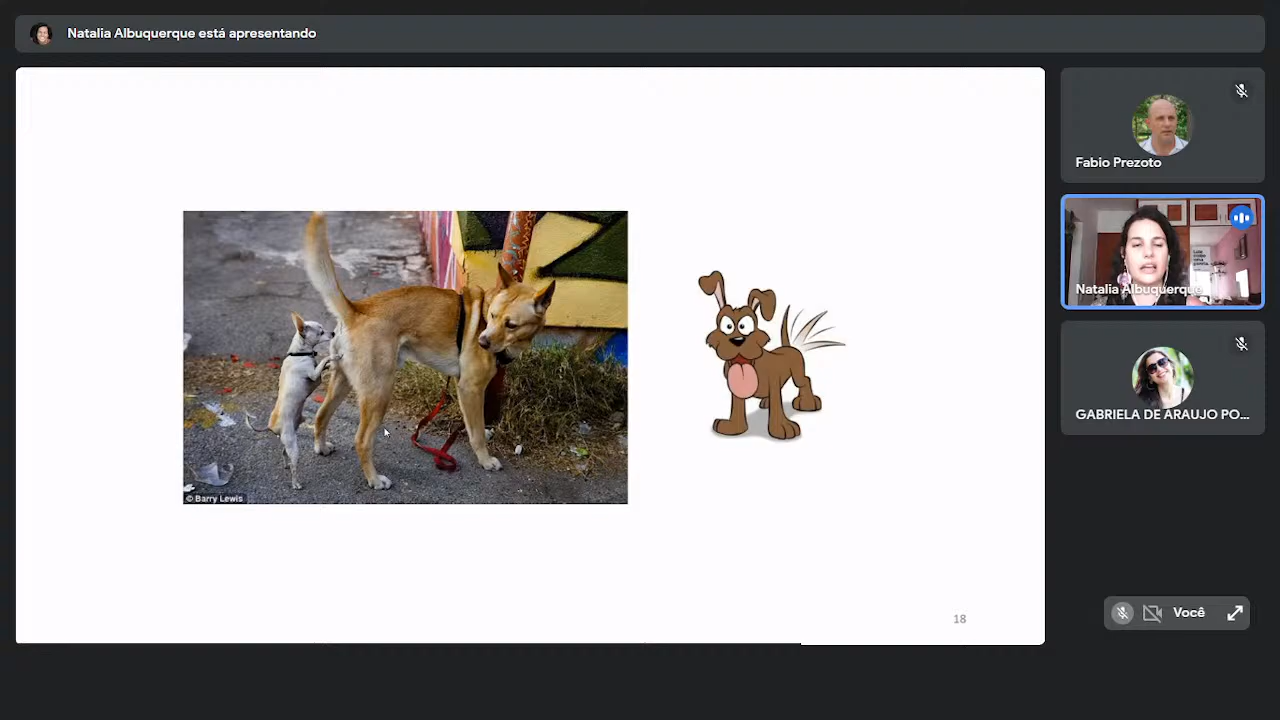 Natalia Albuquerque está apresentando
Fabio Prezoto
Natalia Albuquerque
GABRIELA DE ARAUJO PO...
© Barry Lewis
18
Você